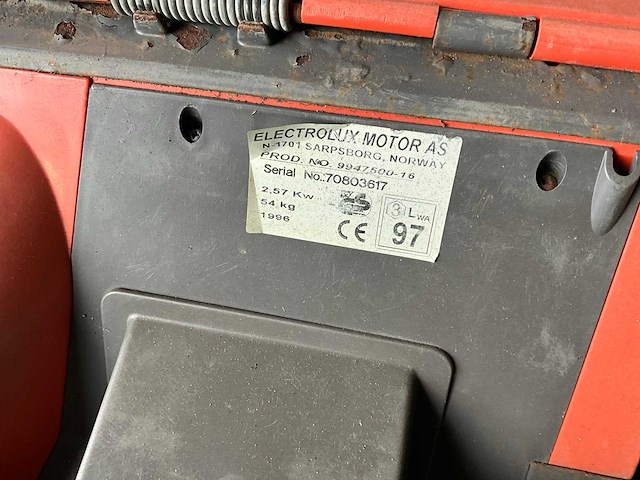 ELECTROLUX MOTOR AS
N-1701 SARPSBORG, NORWAY
PROD. NO. 9947500-16
Serial No.:70803617
2,57 Kw
54 kg
1996
CE
LWA
97